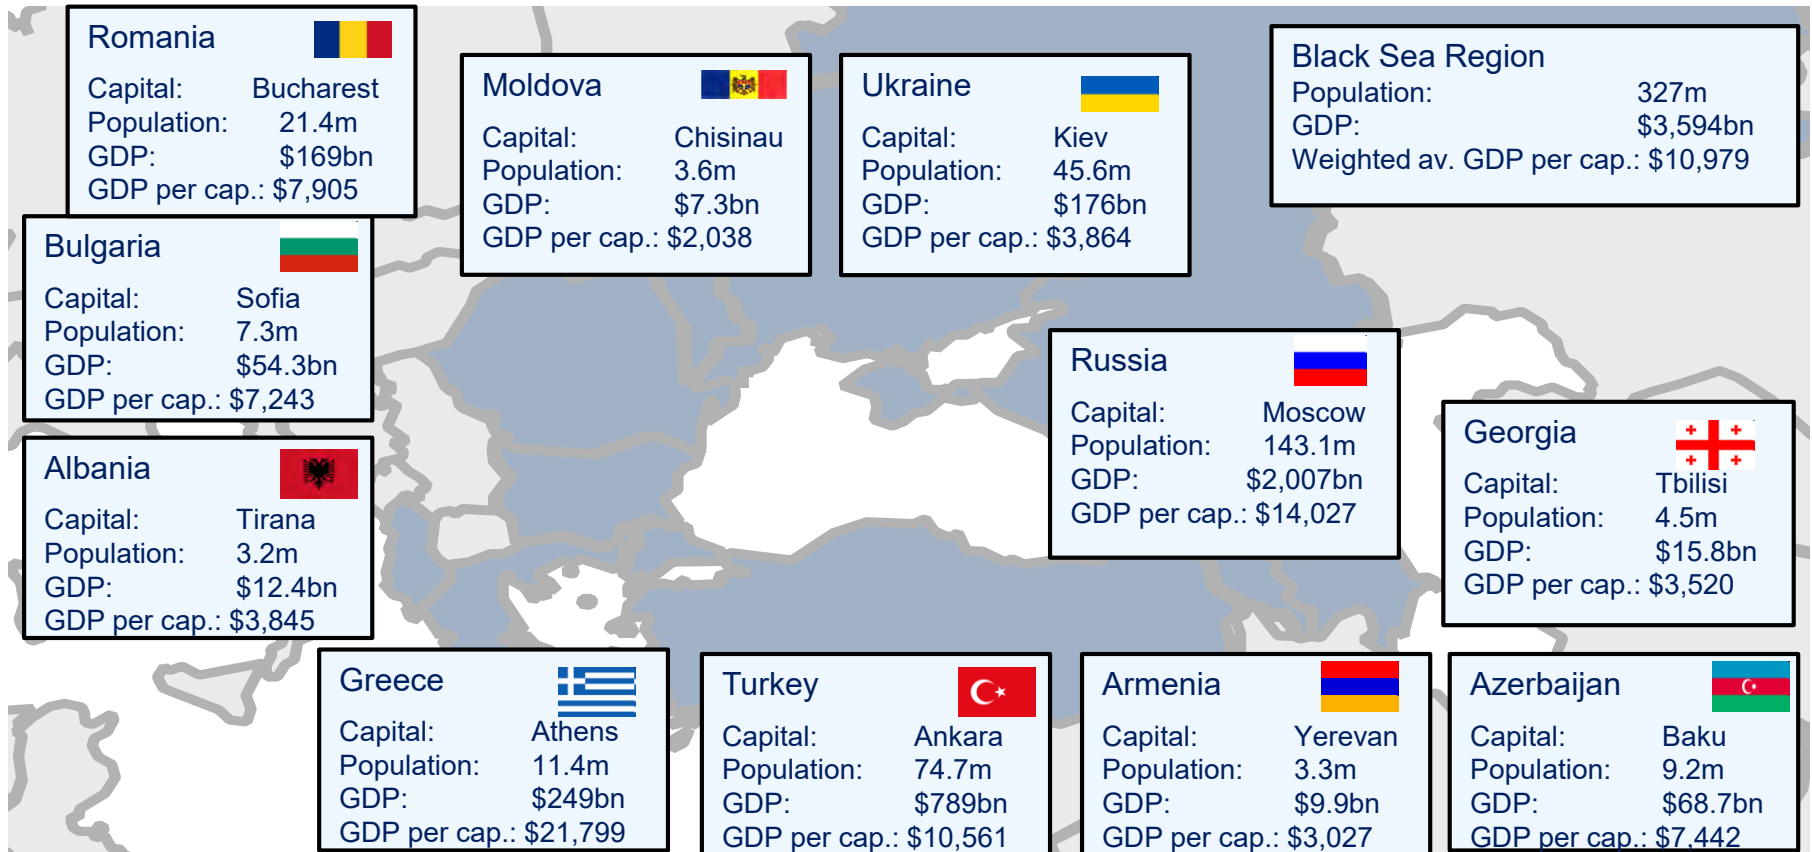 Romania
Capital: Bucharest
Population: 21.4m
GDP: $169bn
GDP per cap.: $7,905
Moldova
Capital: Chisinau
Population: 3.6m
GDP: $7.3bn
GDP per cap.: $2,038
Ukraine
Capital: Kiev
Population: 45.6m
GDP: $176bn
GDP per cap.: $3,864
Black Sea Region
Population: 327m
GDP: $3,594bn
Weighted av. GDP per cap.: $10,979
Bulgaria
Capital: Sofia
Population: 7.3m
GDP: $54.3bn
GDP per cap.: $7,243
Russia
Capital: Moscow
Population: 143.1m
GDP: $2,007bn
GDP per cap.: $14,027
Georgia
Capital: Tbilisi
Population: 4.5m
GDP: $15.8bn
GDP per cap.: $3,520
Albania
Capital: Tirana
Population: 3.2m
GDP: $12.4bn
GDP per cap.: $3,845
Greece
Capital: Athens
Population: 11.4m
GDP: $249bn
GDP per cap.: $21,799
Turkey
Capital: Ankara
Population: 74.7m
GDP: $789bn
GDP per cap.: $10,561
Armenia
Capital: Yerevan
Population: 3.3m
GDP: $9.9bn
GDP per cap.: $3,027
Azerbaijan
Capital: Baku
Population: 9.2m
GDP: $68.7bn
GDP per cap.: $7,442